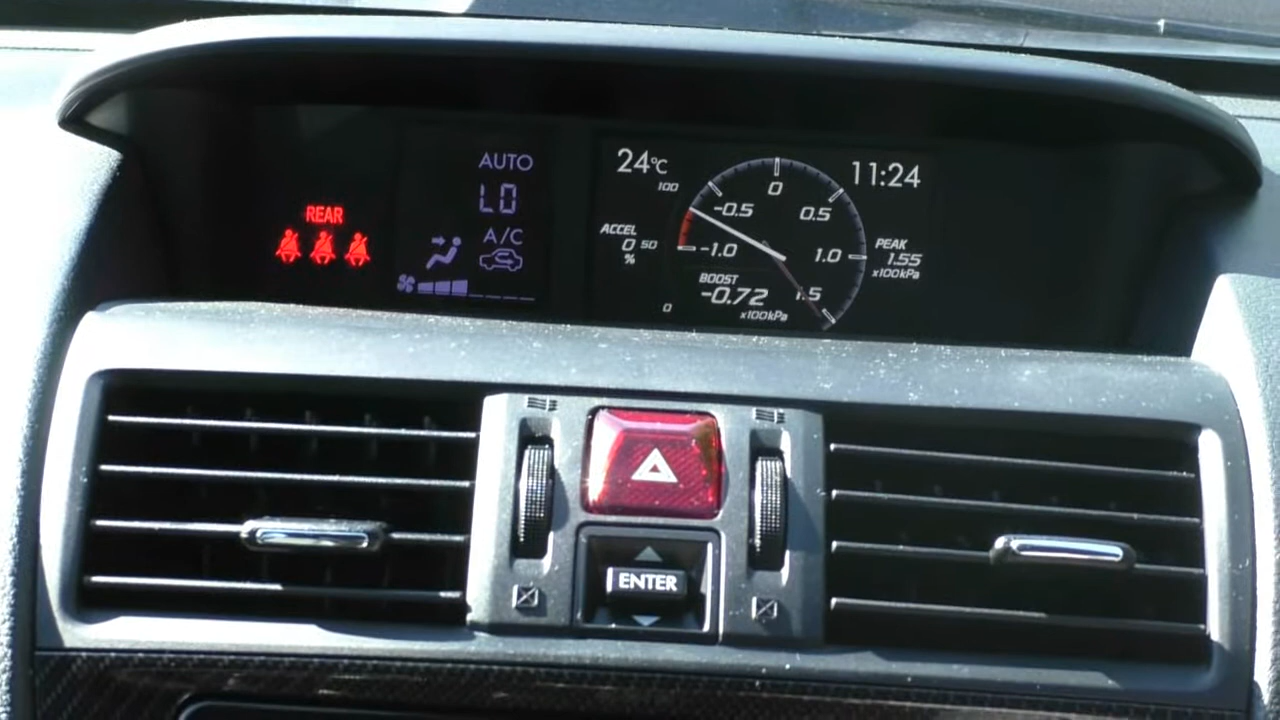 REAR
AUTO
LO
A/C
24°C
11:24
100
0
-0.5
0.5
ACCEL
0
50
%
-1.0
1.0
PEAK
1.55
x100kPa
BOOST
-0.72
1.5
x100kPa
0
ENTER